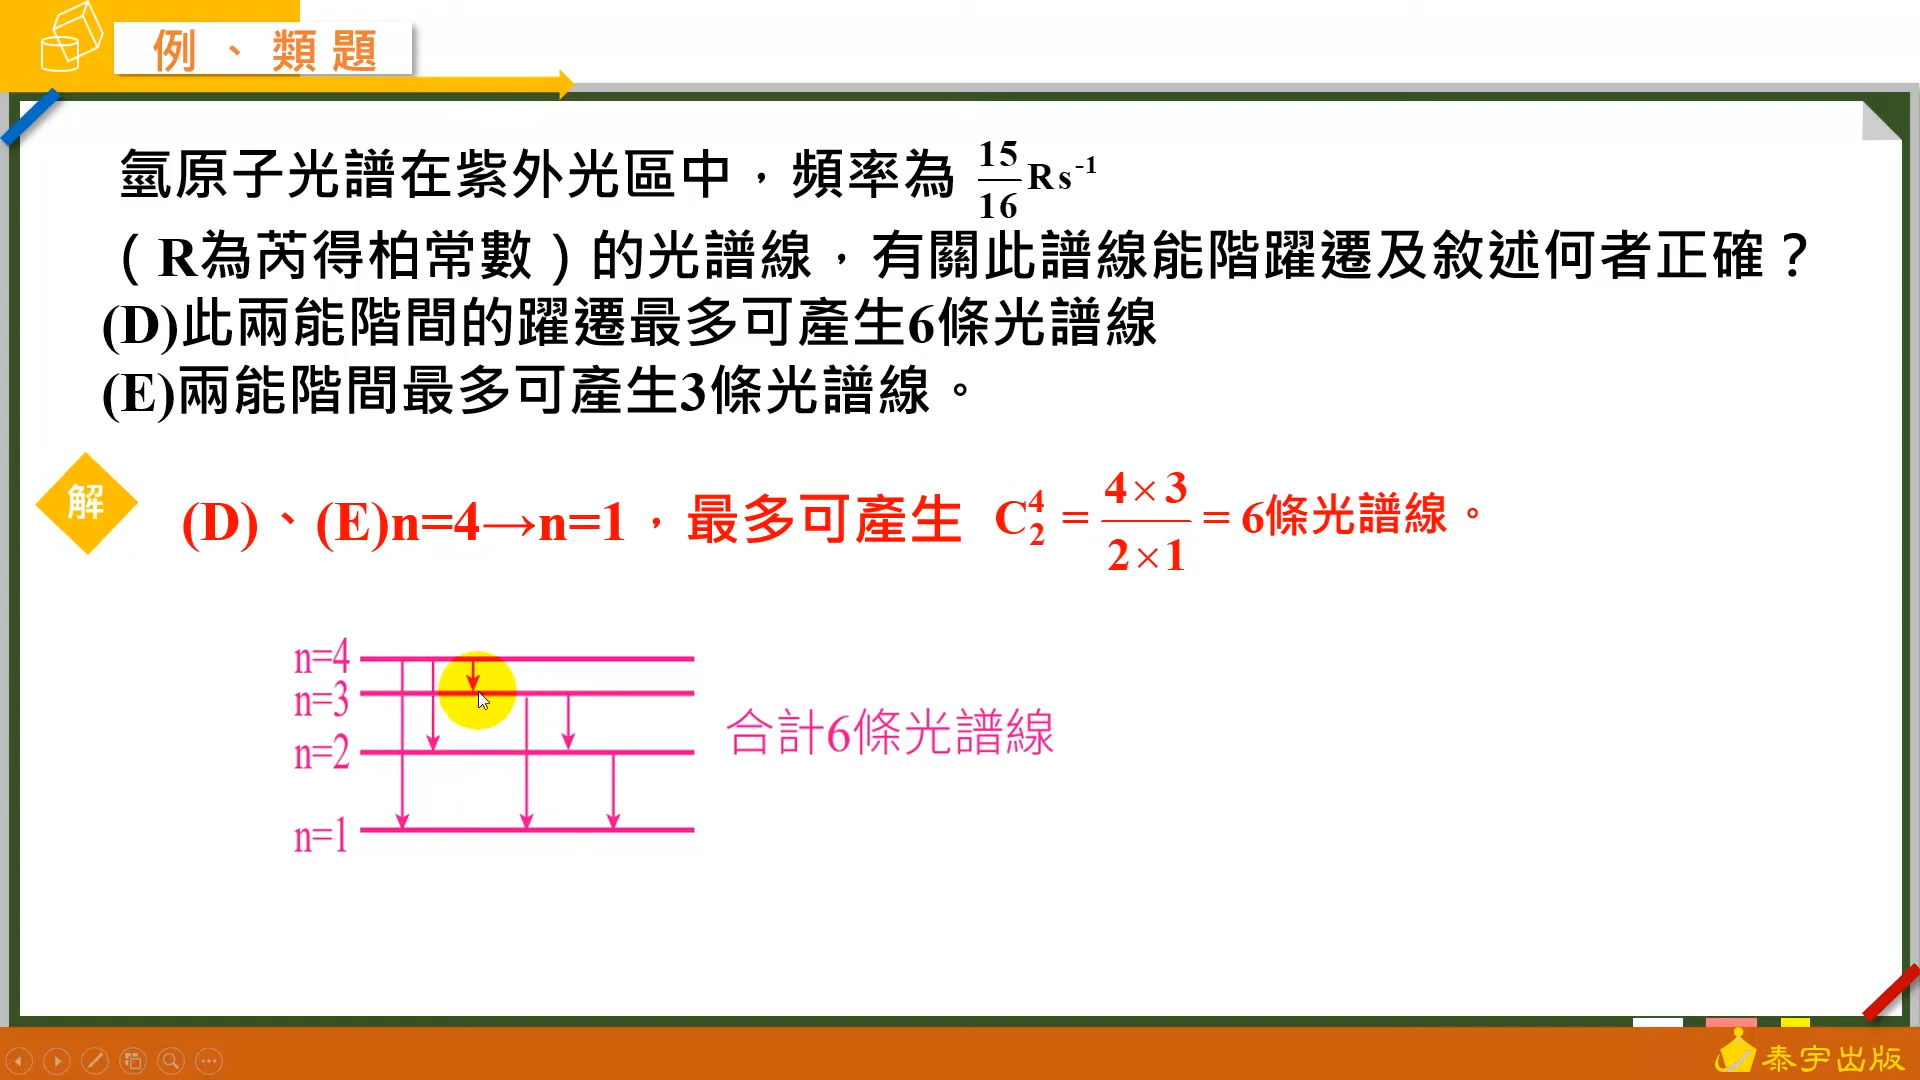 例、類題
氫原子光譜在紫外光區中，頻率為 15/16 R s⁻¹
（R為芮得柏常數）的光譜線，有關此譜線能階躍遷及敘述何者正確？
(D)此兩能階間的躍遷最多可產生6條光譜線
(E)兩能階間最多可產生3條光譜線。
解
(D)、(E)n=4→n=1，最多可產生 C⁴₂ = 4×3/2×1 = 6條光譜線。
n=4
n=3
n=2
n=1
合計6條光譜線
泰宇出版